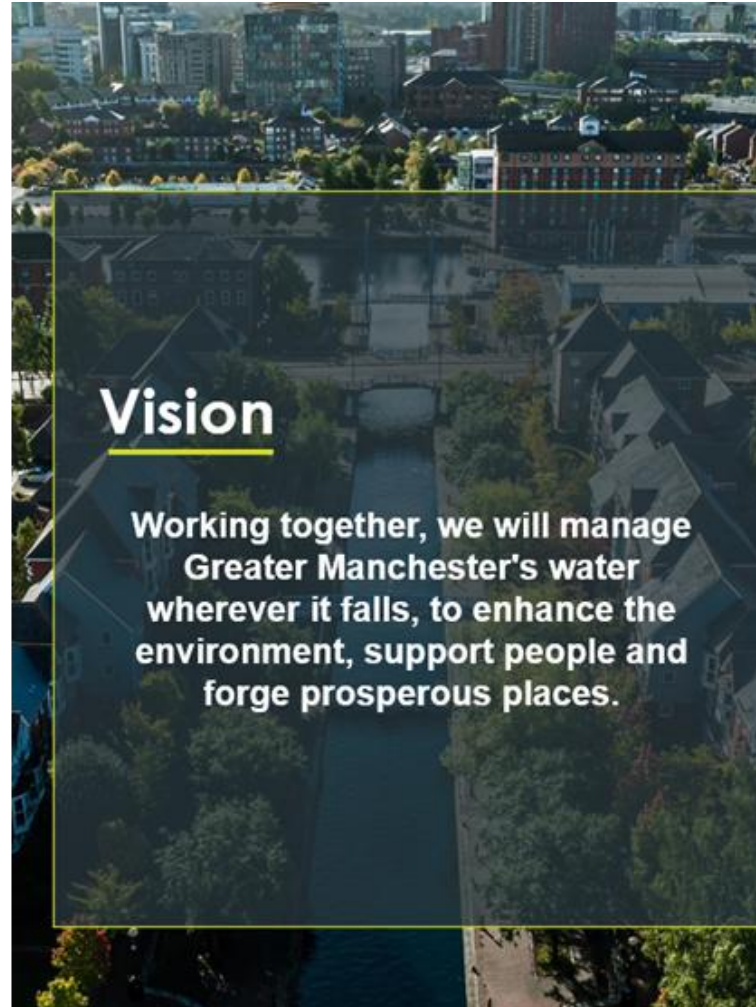 Vision
Working together, we will manage
Greater Manchester's water
wherever it falls, to enhance the
environment, support people and
forge prosperous places.